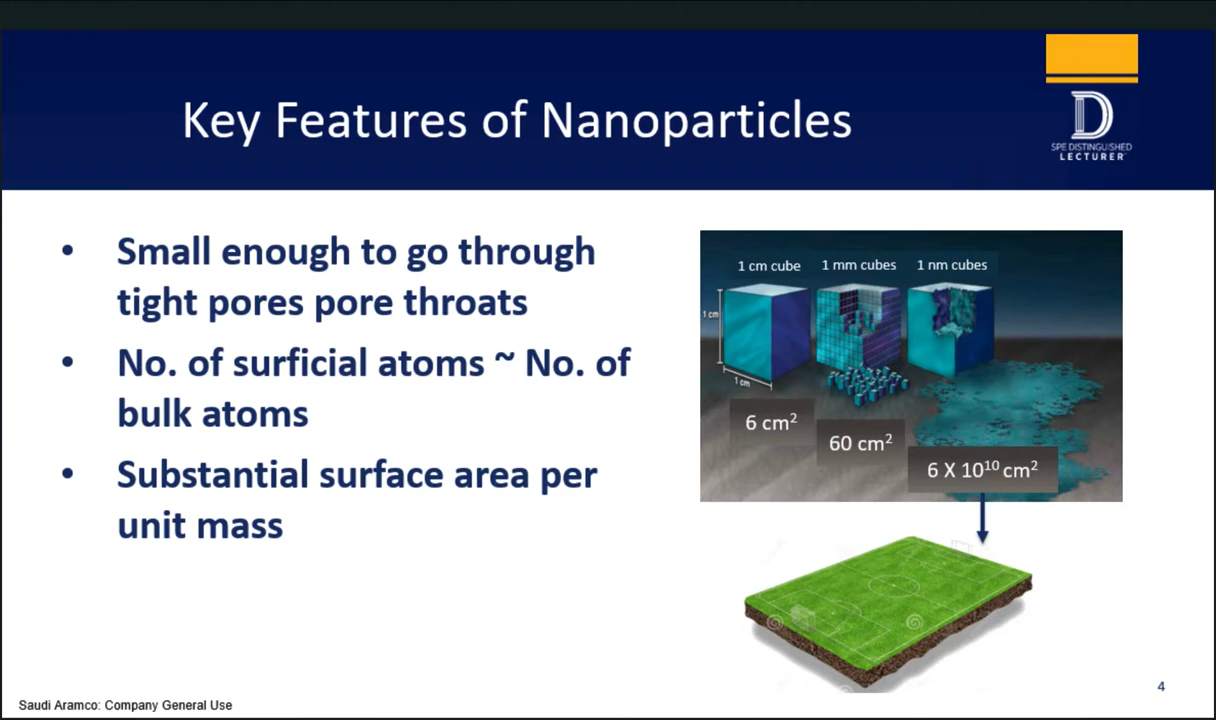 Key Features of Nanoparticles
SPE DISTINGUISHED
LECTURER
• Small enough to go through
tight pores pore throats
• No. of surficial atoms ~ No. of
bulk atoms
• Substantial surface area per
unit mass
1 cm cube
1 mm cubes
1 nm cubes
1 cm
1 cm
6 cm²
60 cm²
6 X 10¹⁰ cm²
4
Saudi Aramco: Company General Use